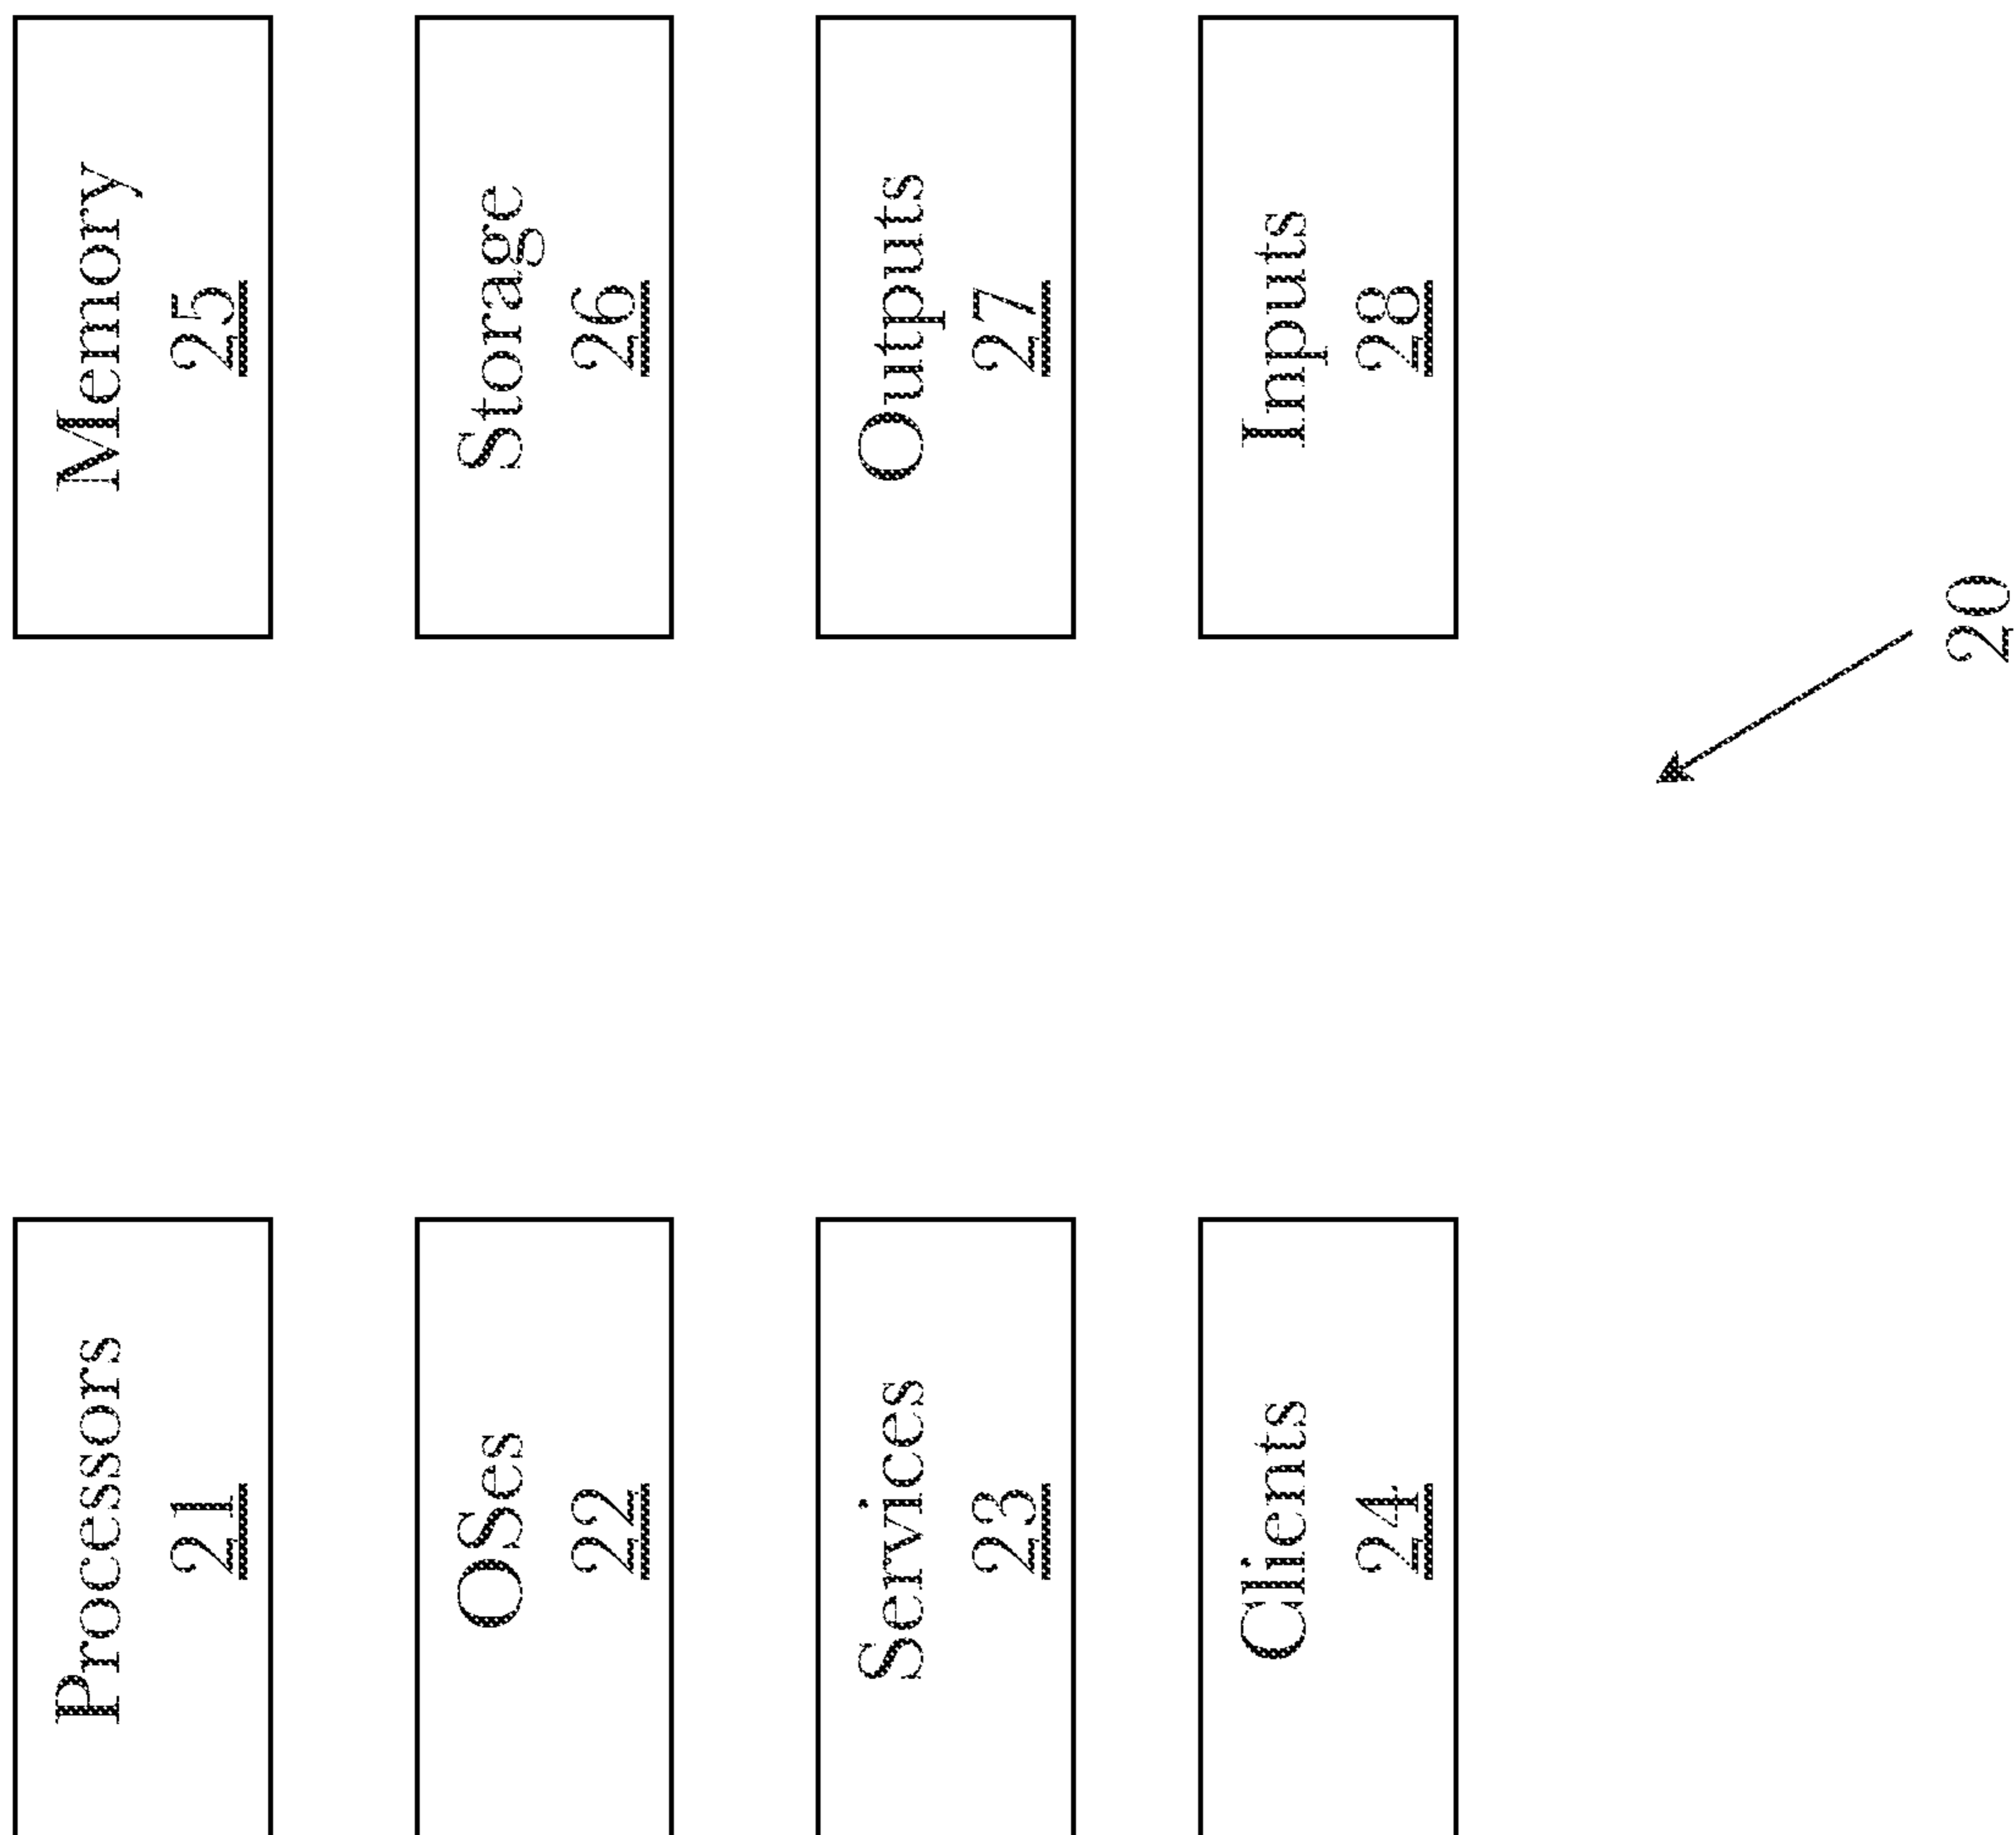 Processors
21
Memory
25
OSes
22
Storage
26
Services
23
Outputs
27
Clients
24
Inputs
28
20